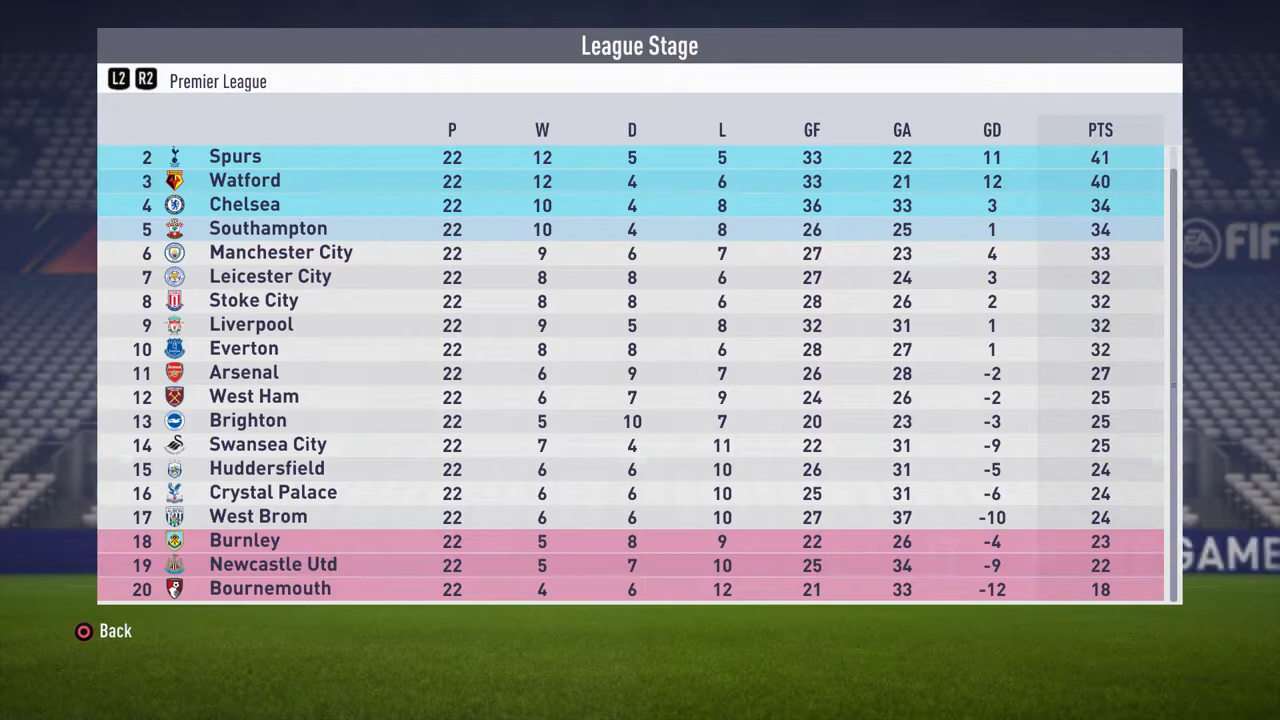 League Stage
L2 R2 Premier League
P W D L GF GA GD PTS
2 Spurs 22 12 5 5 33 22 11 41
3 Watford 22 12 4 6 33 21 12 40
4 Chelsea 22 10 4 8 36 33 3 34
5 Southampton 22 10 4 8 26 25 1 34
6 Manchester City 22 9 6 7 27 23 4 33
7 Leicester City 22 8 8 6 27 24 3 32
8 Stoke City 22 8 8 6 28 26 2 32
9 Liverpool 22 9 5 8 32 31 1 32
10 Everton 22 8 8 6 28 27 1 32
11 Arsenal 22 6 9 7 26 28 -2 27
12 West Ham 22 6 7 9 24 26 -2 25
13 Brighton 22 5 10 7 20 23 -3 25
14 Swansea City 22 7 4 11 22 31 -9 25
15 Huddersfield 22 6 6 10 26 31 -5 24
16 Crystal Palace 22 6 6 10 25 31 -6 24
17 West Brom 22 6 6 10 27 37 -10 24
18 Burnley 22 5 8 9 22 26 -4 23
19 Newcastle Utd 22 5 7 10 25 34 -9 22
20 Bournemouth 22 4 6 12 21 33 -12 18
Back
EA FIF
GAME